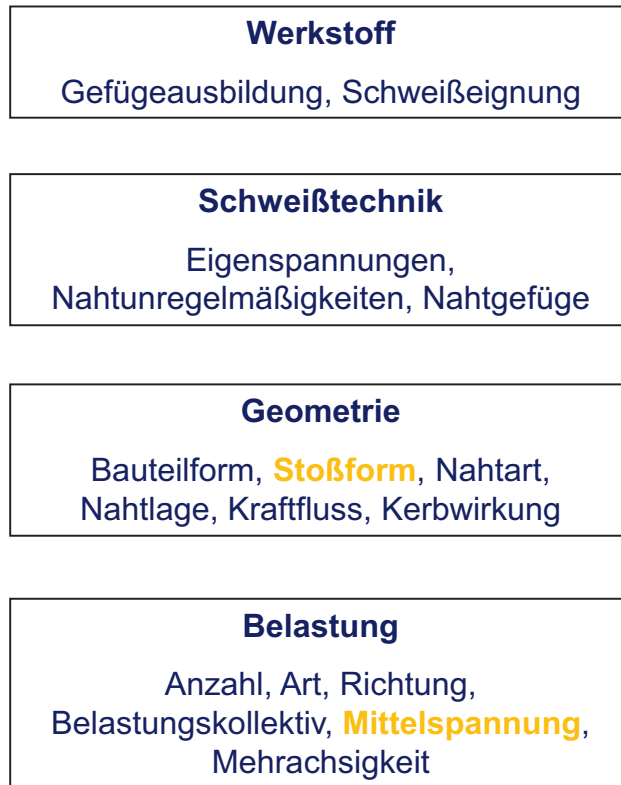 Werkstoff
Gefügeausbildung, Schweißeignung
Schweißtechnik
Eigenspannungen,
Nahtunregelmäßigkeiten, Nahtgefüge
Geometrie
Bauteilform, Stoßform, Nahtart,
Nahtlage, Kraftfluss, Kerbwirkung
Belastung
Anzahl, Art, Richtung,
Belastungskollektiv, Mittelspannung,
Mehrachsigkeit